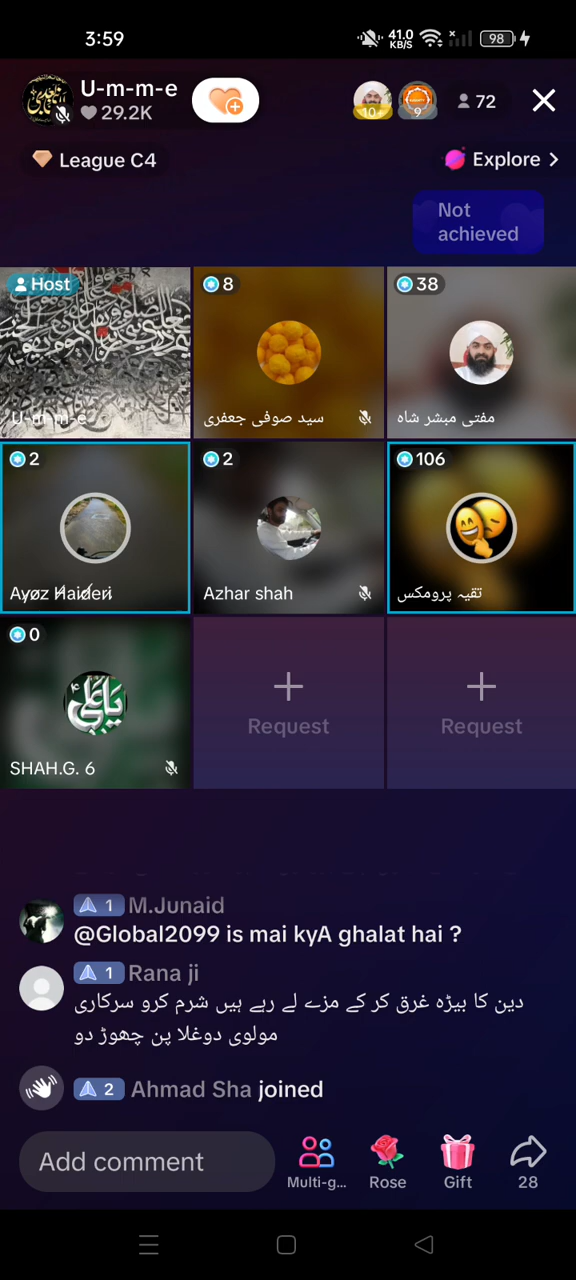 3:59
41.0
KB/S
98
U-m-m-e
29.2K
10
9
72
League C4
Explore
Not
achieved
Host
U-m-m-e
8
سید صوفی جعفری
38
مفتی مبشر شاہ
2
Ayøz H̸aider̸i
2
Azhar shah
106
تقیہ پرومکس
0
SHAH.G. 6
Request
Request
1 M.Junaid
@Global2099 is mai kyA ghalat hai ?
1 Rana ji
دین کا بیڑہ غرق کر کے مزے لے رہے ہیں شرم کرو سرکاری
مولوی دوغلا پن چھوڑ دو
2 Ahmad Sha joined
Add comment
Multi-g...
Rose
Gift
28